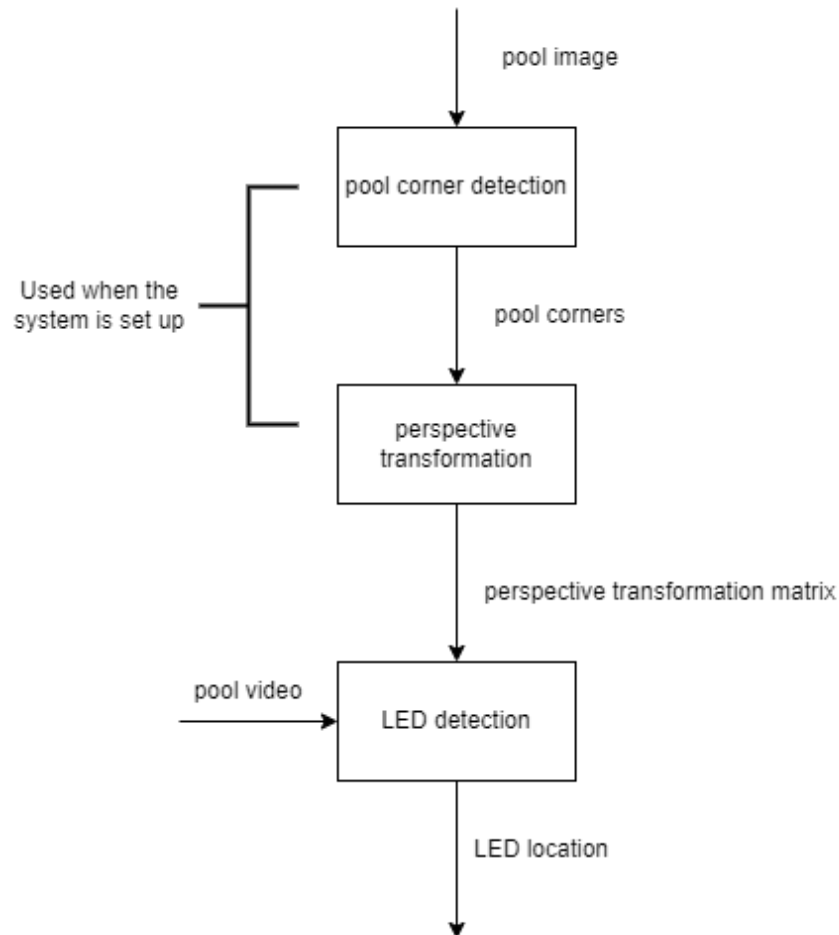 pool image
pool corner detection
Used when the
system is set up
pool corners
perspective
transformation
perspective transformation matrix
pool video
LED detection
LED location